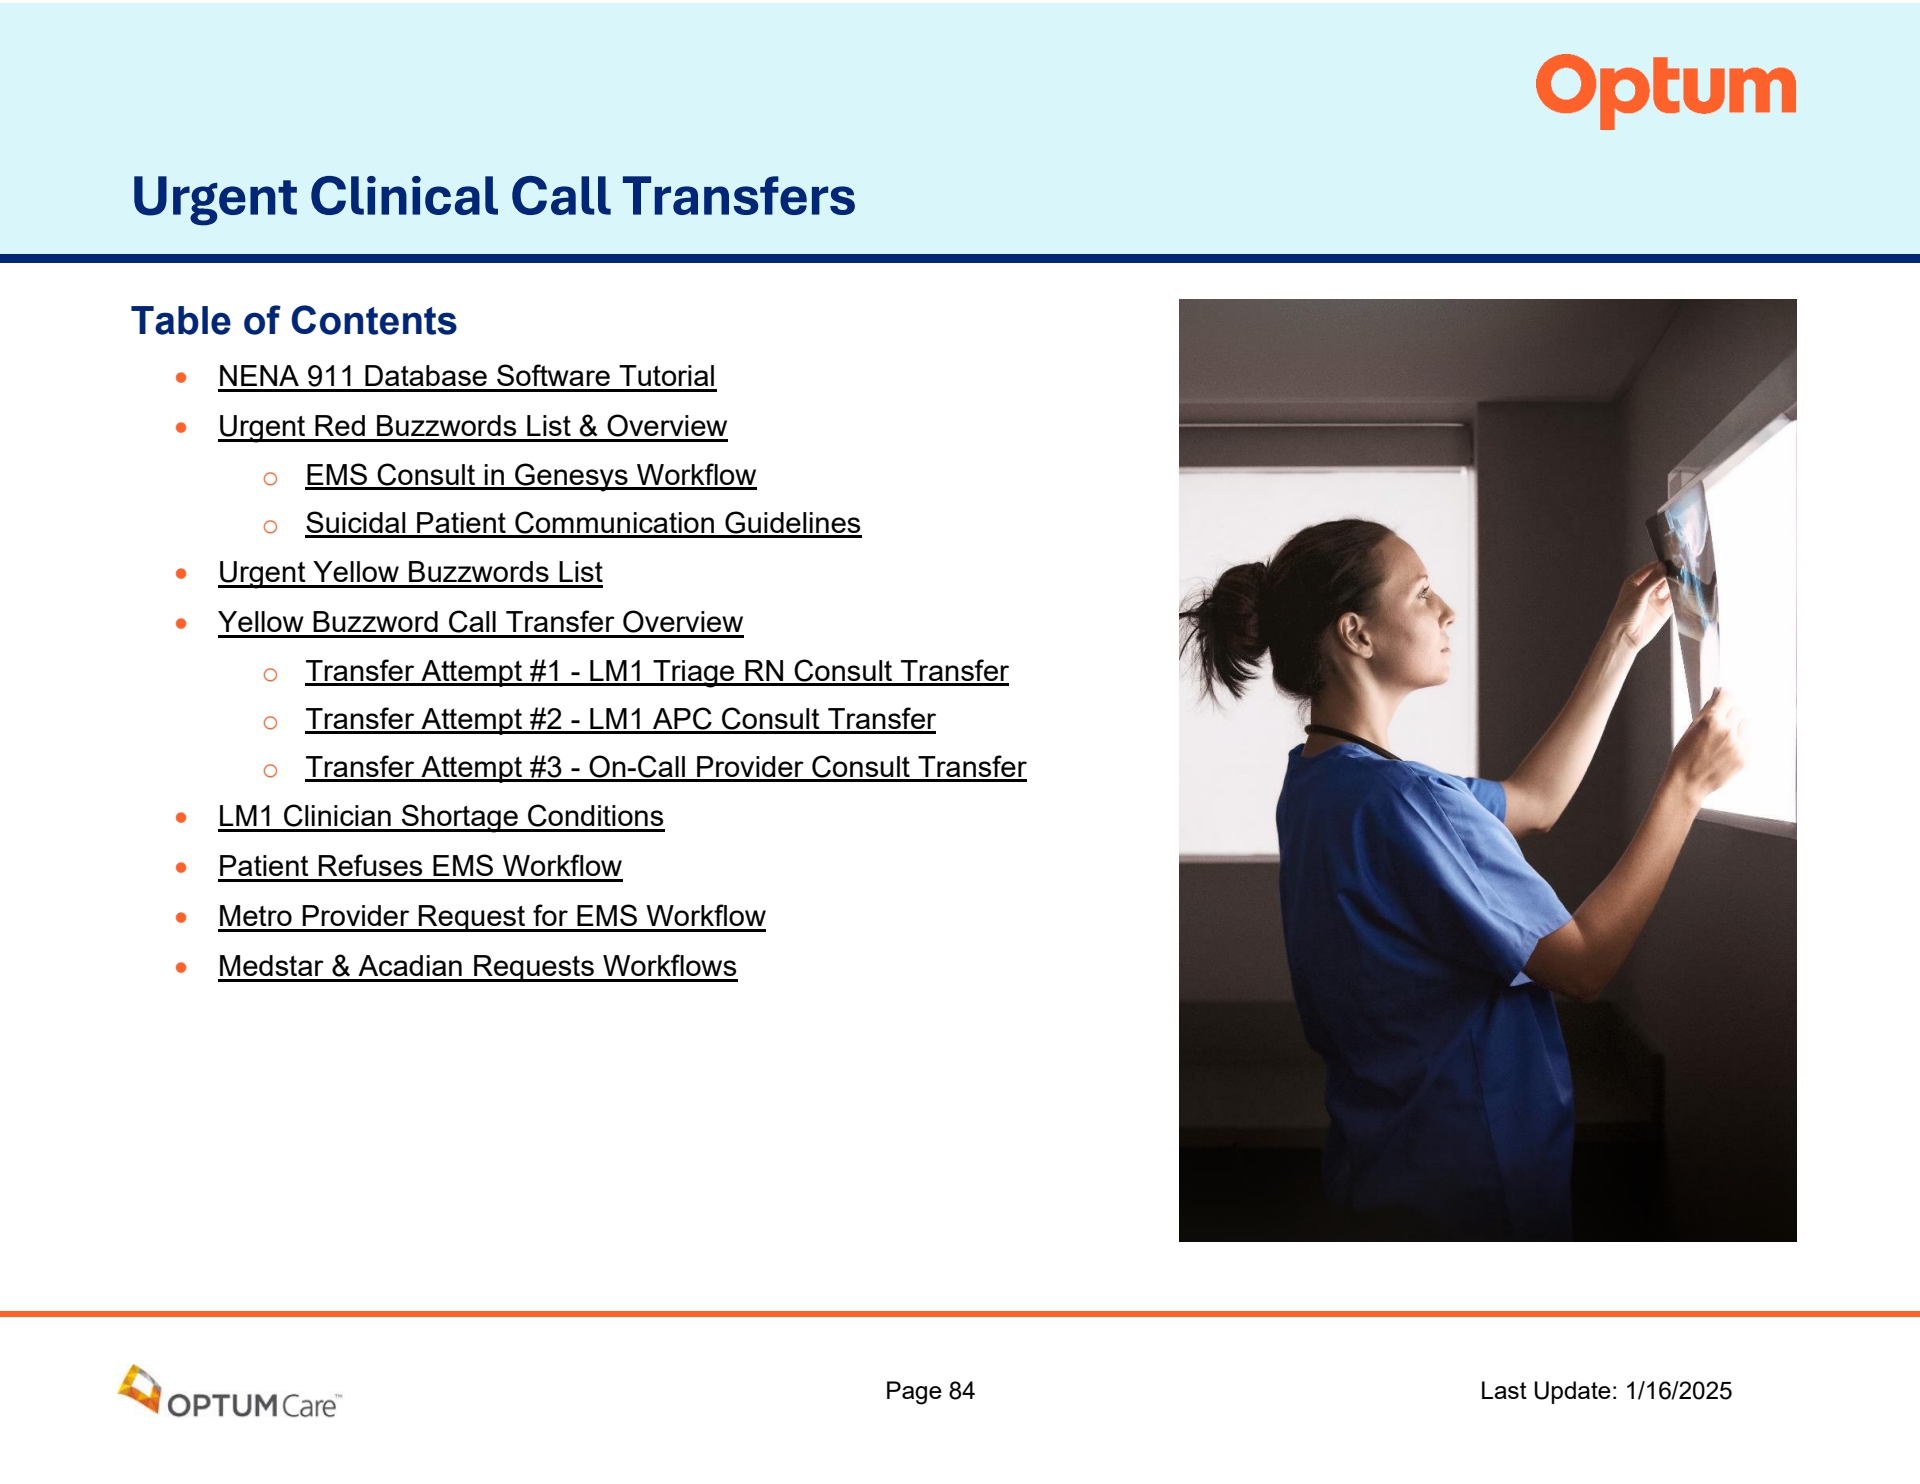 Optum
Urgent Clinical Call Transfers
Table of Contents
• NENA 911 Database Software Tutorial
• Urgent Red Buzzwords List & Overview
o EMS Consult in Genesys Workflow
o Suicidal Patient Communication Guidelines
• Urgent Yellow Buzzwords List
• Yellow Buzzword Call Transfer Overview
o Transfer Attempt #1 - LM1 Triage RN Consult Transfer
o Transfer Attempt #2 - LM1 APC Consult Transfer
o Transfer Attempt #3 - On-Call Provider Consult Transfer
• LM1 Clinician Shortage Conditions
• Patient Refuses EMS Workflow
• Metro Provider Request for EMS Workflow
• Medstar & Acadian Requests Workflows
OPTUMCare™
Page 84
Last Update: 1/16/2025